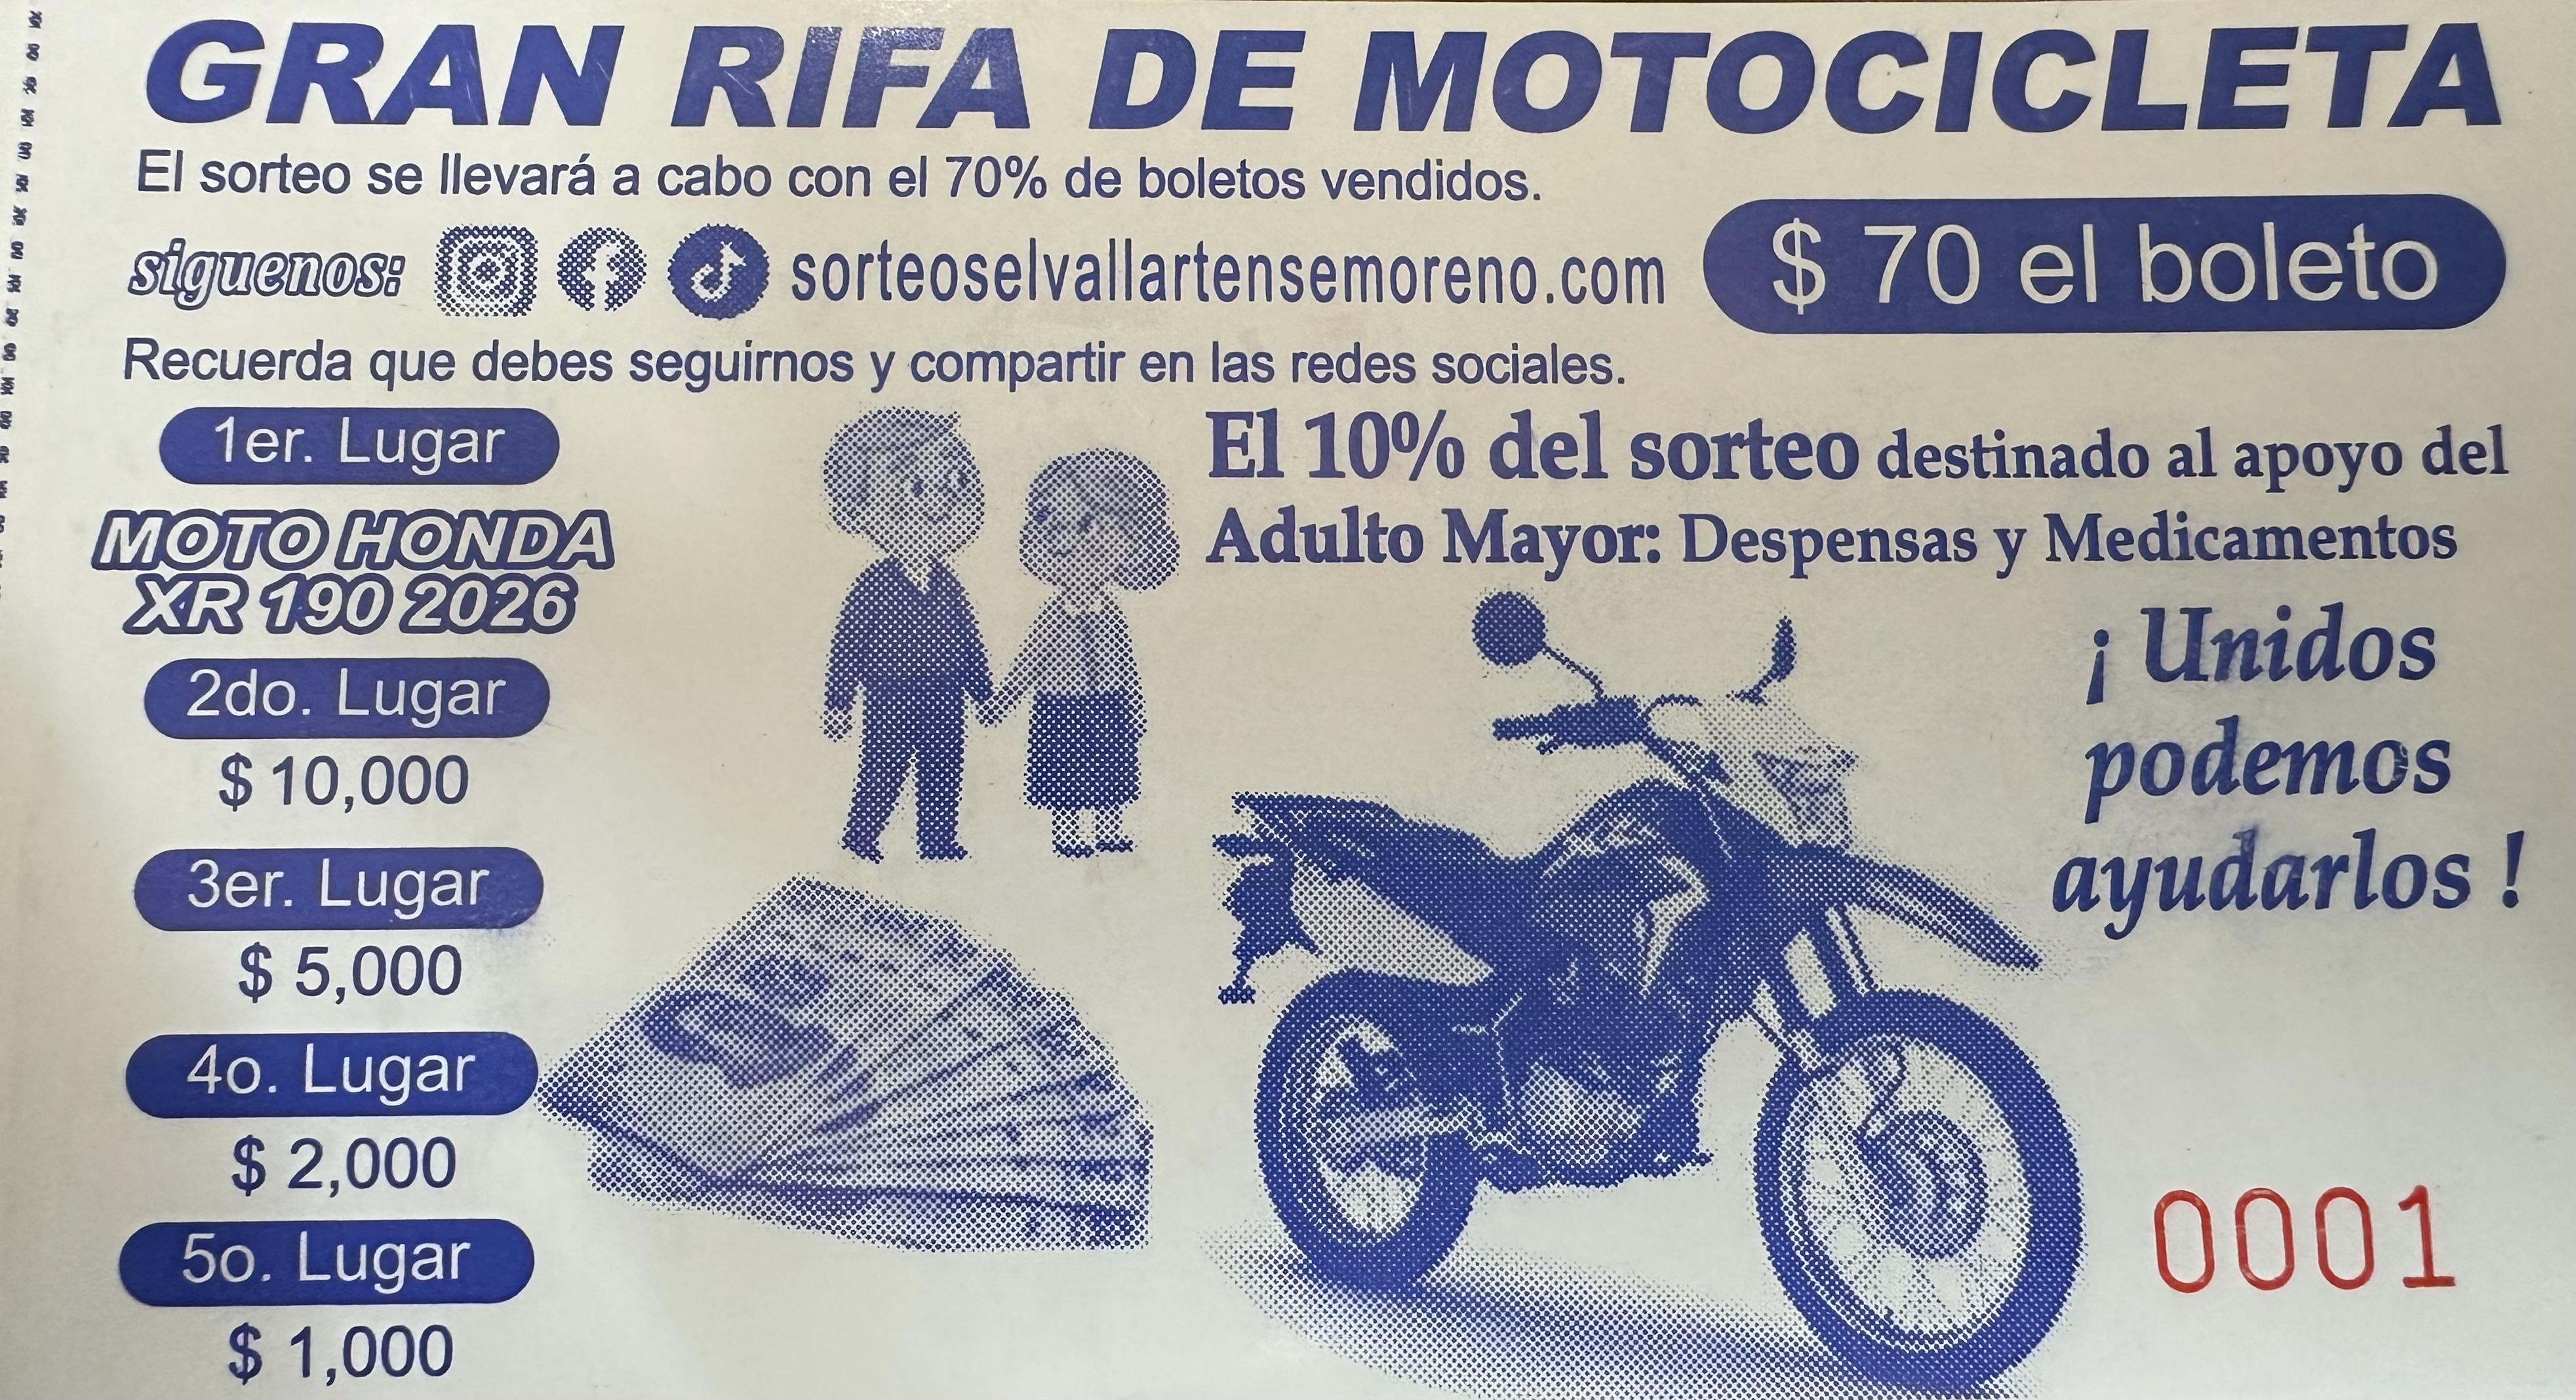 GRAN RIFA DE MOTOCICLETA
El sorteo se llevará a cabo con el 70% de boletos vendidos.
siguenos: sorteoselvallartensemoreno.com
$ 70 el boleto
Recuerda que debes seguirnos y compartir en las redes sociales.
1er. Lugar
MOTO HONDA
XR 190 2026
2do. Lugar
$ 10,000
3er. Lugar
$ 5,000
4o. Lugar
$ 2,000
5o. Lugar
$ 1,000
El 10% del sorteo destinado al apoyo del
Adulto Mayor: Despensas y Medicamentos
¡ Unidos
podemos
ayudarlos !
0001